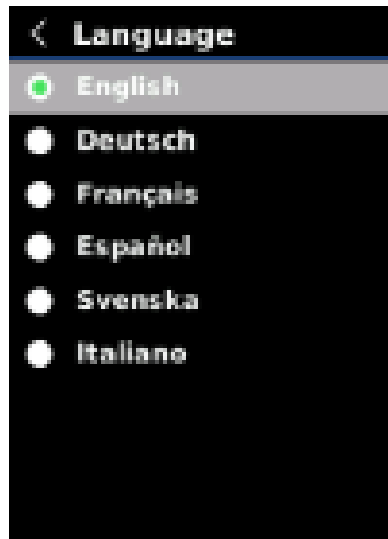 Language
English
Deutsch
Français
Español
Svenska
Italiano